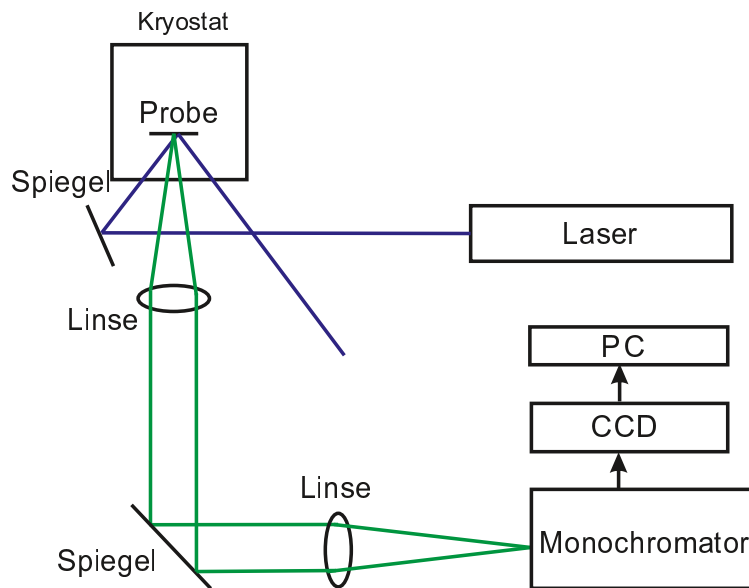 Kryostat
Probe
Spiegel
Laser
Linse
PC
CCD
Linse
Monochromator
Spiegel